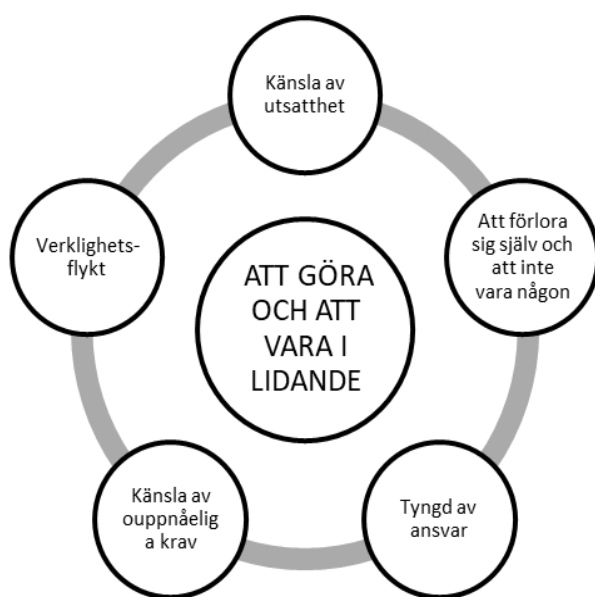 Känsla av
utsatthet
Att förlora
sig själv och
att inte
vara någon
Tyngd av
ansvar
Känsla av
ouppnåelig
a krav
Verklighets-
flykt
ATT GÖRA
OCH ATT
VARA I
LIDANDE